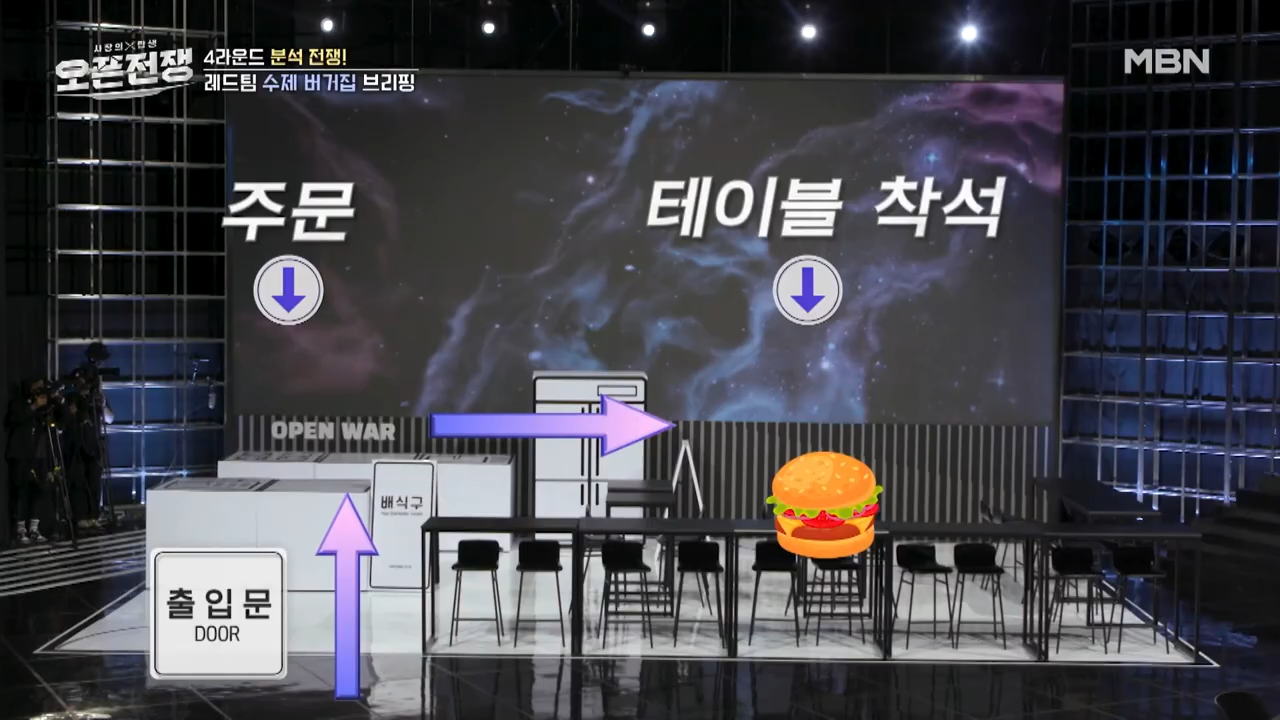 사장의X탄생
오픈전쟁
4라운드 분석 전쟁!
레드팀 수제 버거집 브리핑
MBN
주문
테이블 착석
OPEN WAR
배식구
출입문
DOOR